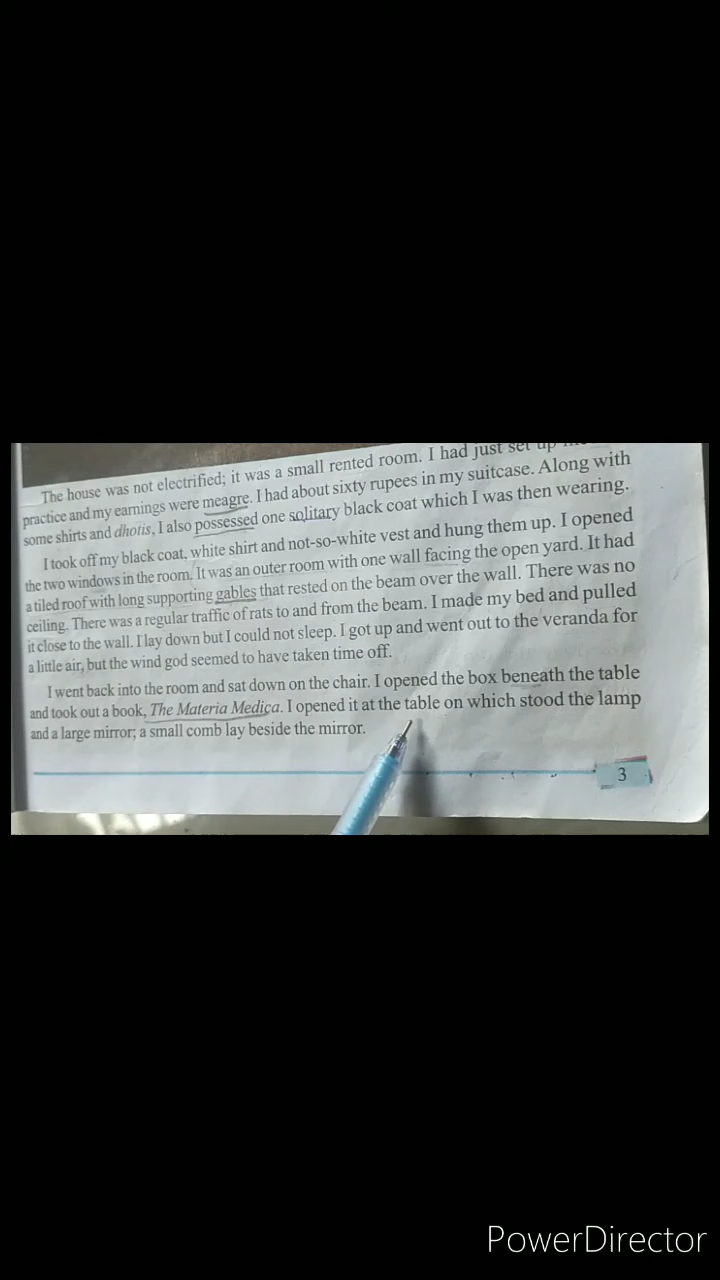 The house was not electrified; it was a small rented room. I had just set up
practice and my earnings were meagre. I had about sixty rupees in my suitcase. Along with
some shirts and dhotis, I also possessed one solitary black coat which I was then wearing.
I took off my black coat, white shirt and not-so-white vest and hung them up. I opened
the two windows in the room. It was an outer room with one wall facing the open yard. It had
a tiled roof with long supporting gables that rested on the beam over the wall. There was no
ceiling. There was a regular traffic of rats to and from the beam. I made my bed and pulled
it close to the wall. I lay down but I could not sleep. I got up and went out to the veranda for
a little air, but the wind god seemed to have taken time off.
I went back into the room and sat down on the chair. I opened the box beneath the table
and took out a book, The Materia Medica. I opened it at the table on which stood the lamp
and a large mirror; a small comb lay beside the mirror.
3
PowerDirector